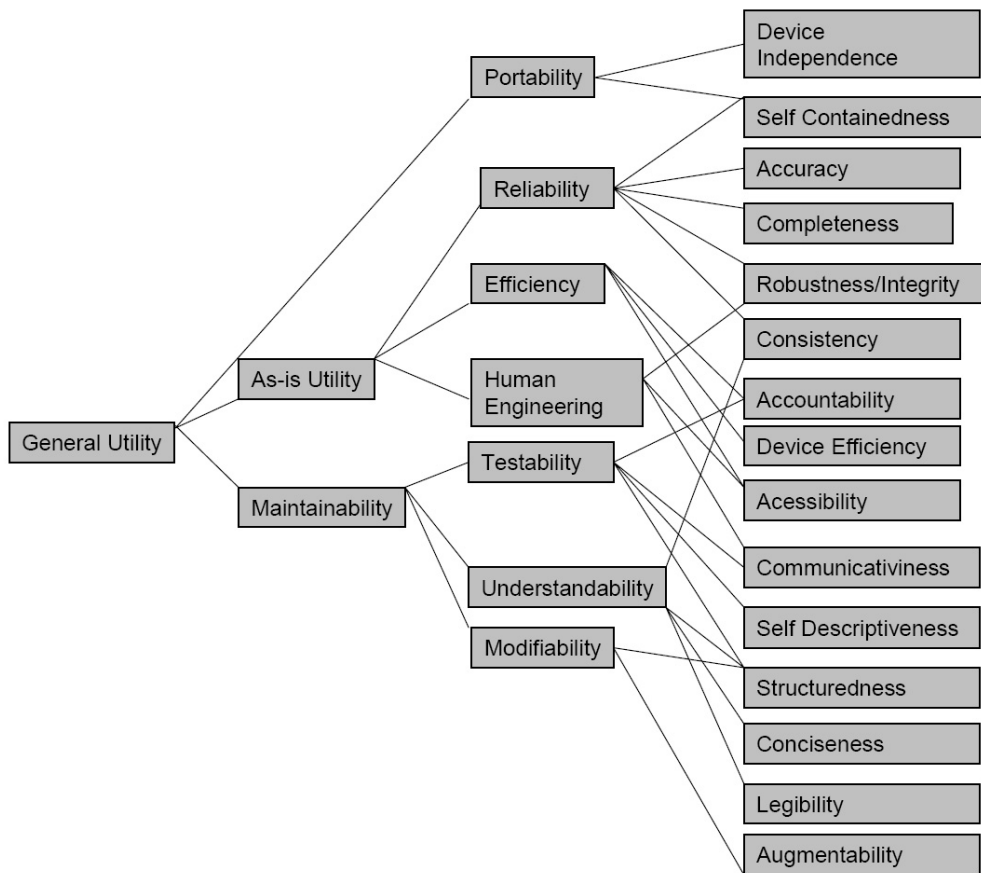 General Utility
As-is Utility
Maintainability
Portability
Reliability
Efficiency
Human
Engineering
Testability
Understandability
Modifiability
Device
Independence
Self Containedness
Accuracy
Completeness
Robustness/Integrity
Consistency
Accountability
Device Efficiency
Acessibility
Communicativiness
Self Descriptiveness
Structuredness
Conciseness
Legibility
Augmentability